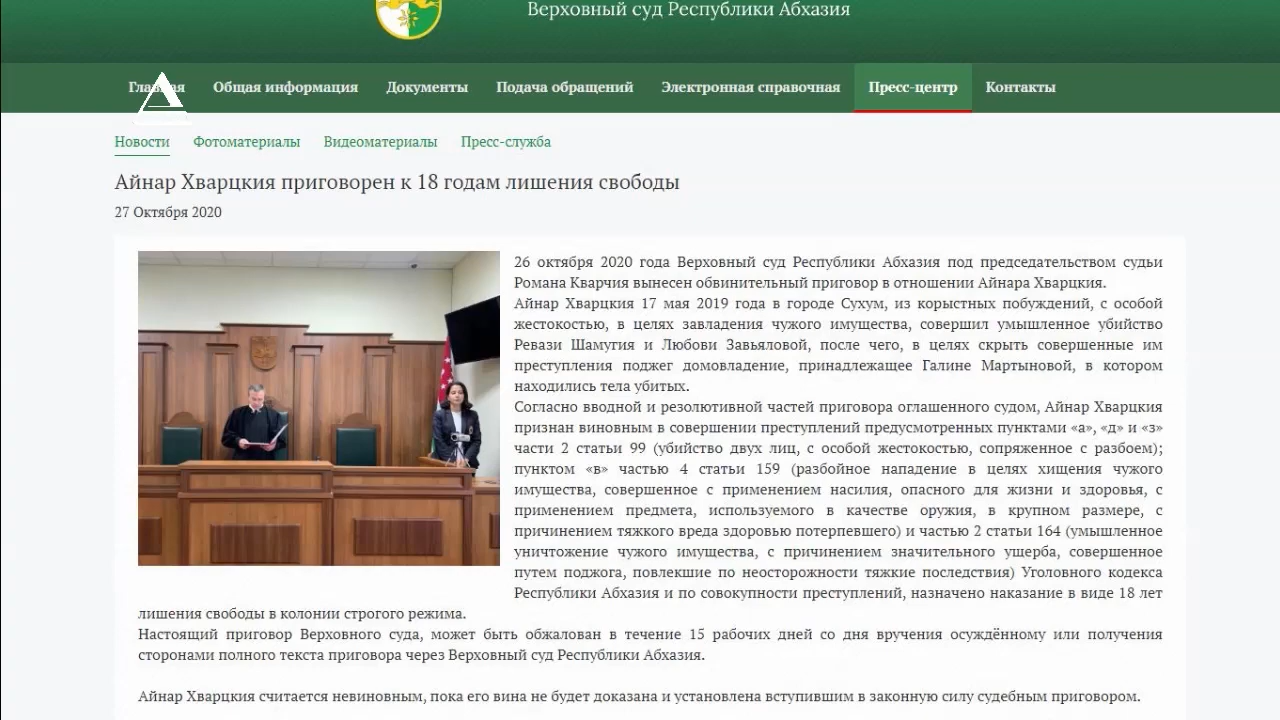 Верховный суд Республики Абхазия
Главная Общая информация Документы Подача обращений Электронная справочная Пресс-центр Контакты
Новости Фотоматериалы Видеоматериалы Пресс-служба
Айнар Хварцкия приговорен к 18 годам лишения свободы
27 Октября 2020
26 октября 2020 года Верховный суд Республики Абхазия под председательством судьи
Романа Кварчия вынесен обвинительный приговор в отношении Айнара Хварцкия.
Айнар Хварцкия 17 мая 2019 года в городе Сухум, из корыстных побуждений, с особой
жестокостью, в целях завладения чужого имущества, совершил умышленное убийство
Ревази Шамугия и Любови Завьяловой, после чего, в целях скрыть совершенные им
преступления поджег домовладение, принадлежащее Галине Мартыновой, в котором
находились тела убитых.
Согласно вводной и резолютивной частей приговора оглашенного судом, Айнар Хварцкия
признан виновным в совершении преступлений предусмотренных пунктами «а», «д» и «з»
части 2 статьи 99 (убийство двух лиц, с особой жестокостью, сопряженное с разбоем);
пунктом «в» частью 4 статьи 159 (разбойное нападение в целях хищения чужого
имущества, совершенное с применением насилия, опасного для жизни и здоровья, с
применением предмета, используемого в качестве оружия, в крупном размере, с
причинением тяжкого вреда здоровью потерпевшего) и частью 2 статьи 164 (умышленное
уничтожение чужого имущества, с причинением значительного ущерба, совершенное
путем поджога, повлекшие по неосторожности тяжкие последствия) Уголовного кодекса
Республики Абхазия и по совокупности преступлений, назначено наказание в виде 18 лет
лишения свободы в колонии строгого режима.
Настоящий приговор Верховного суда, может быть обжалован в течение 15 рабочих дней со дня вручения осуждённому или получения
сторонами полного текста приговора через Верховный суд Республики Абхазия.
Айнар Хварцкия считается невиновным, пока его вина не будет доказана и установлена вступившим в законную силу судебным приговором.